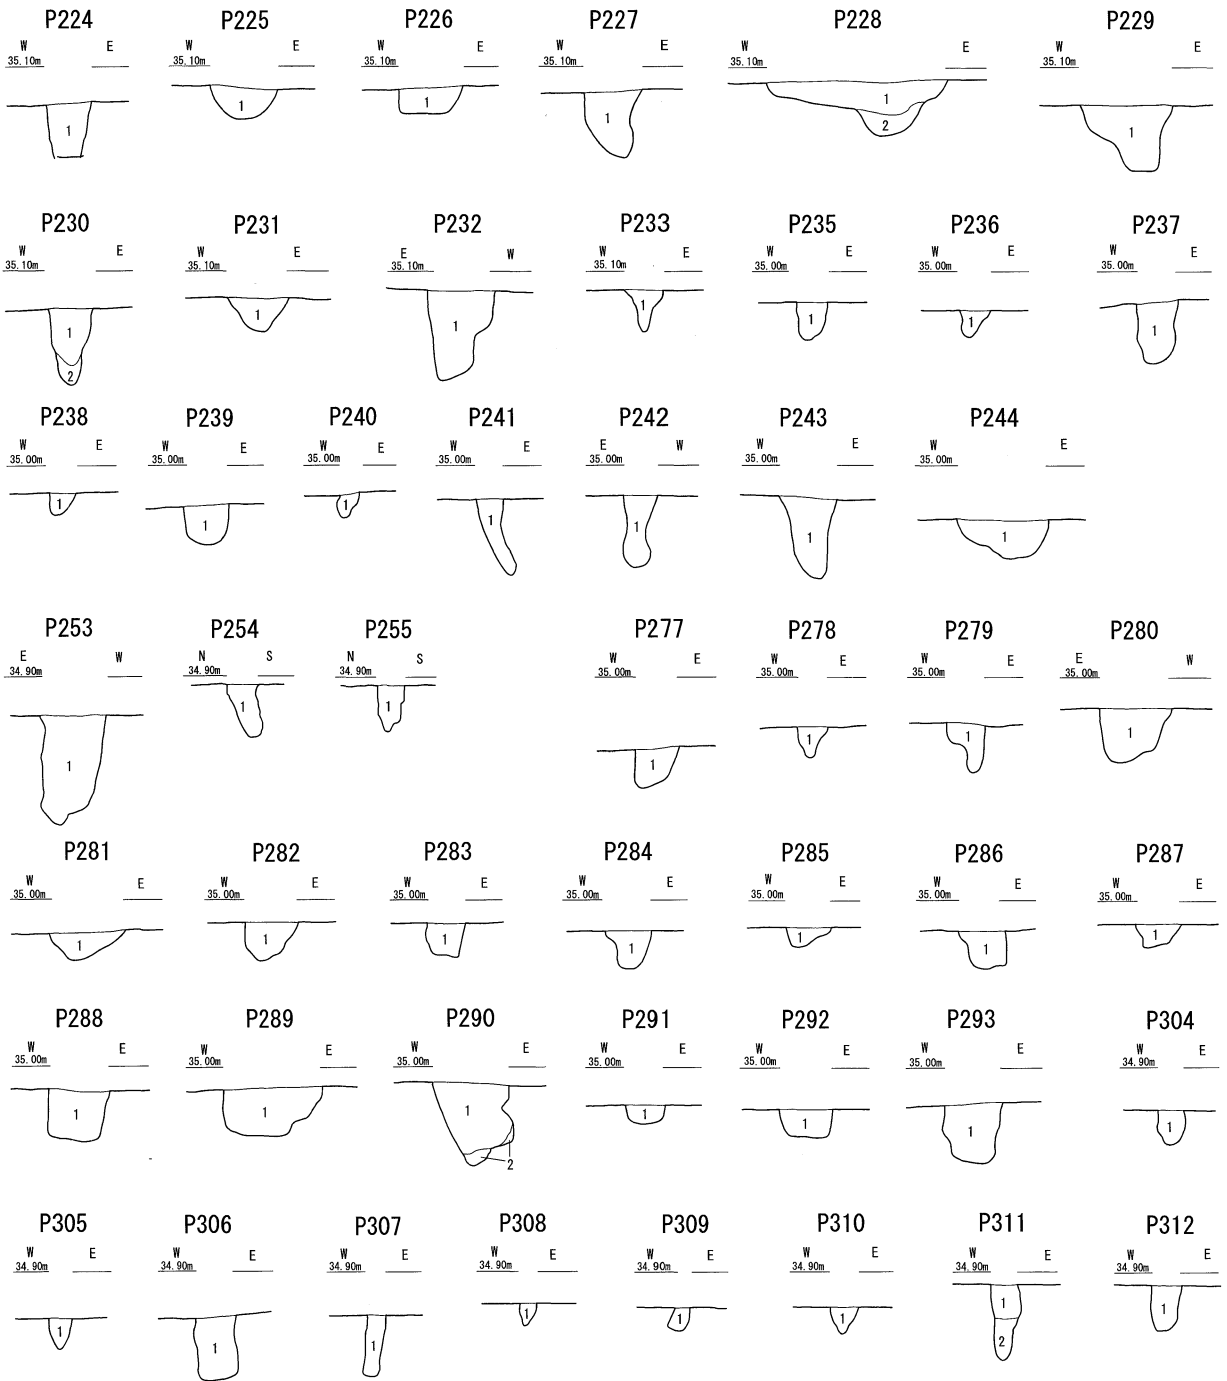 P224 P225 P226 P227 P228 P229
W E W E W E W E E W E
35.10m 35.10m 35.10m 35.10m 35.10m 35.10m
1 1 1 1 1 1
2
P230 P231 P232 P233 P235 P236 P237
W E W E E W W E W E W E W E
35.10m 35.10m 35.10m 35.10m 35.00m 35.00m 35.00m
1 1 1 1 1 1 1
2
P238 P239 P240 P241 P242 P243 P244
W E W E W E W E E W W E W E
35.00m 35.00m 35.00m 35.00m 35.00m 35.00m 35.00m
1 1 1 1 1 1 1
P253 P254 P255 P277 P278 P279 P280
E W N S N S W E W E W E E W
34.90m 34.90m 34.90m 35.00m 35.00m 35.00m 35.00m
1 1 1 1 1 1 1
P281 P282 P283 P284 P285 P286 P287
W E W E W E W E W E W E W E
35.00m 35.00m 35.00m 35.00m 35.00m 35.00m 35.00m
1 1 1 1 1 1 1
P288 P289 P290 P291 P292 P293 P304
W E W E W E W E W E W E W E
35.00m 35.00m 35.00m 35.00m 35.00m 35.00m 34.90m
1 1 1 1 1 1 1
2
P305 P306 P307 P308 P309 P310 P311 P312
W E W E W E W E W E W E W E W E
34.90m 34.90m 34.90m 34.90m 34.90m 34.90m 34.90m 34.90m
1 1 1 1 1 1 1 1
2